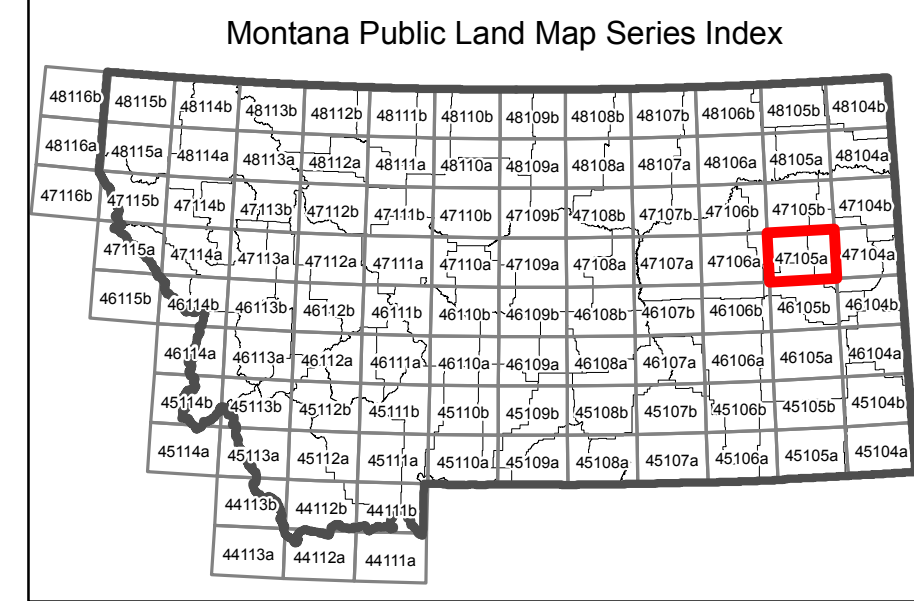 Montana Public Land Map Series Index
48116b 48115b 48114b 48113b 48112b 48111b 48110b 48109b 48108b 48107b 48106b 48105b 48104b
48116a 48115a 48114a 48113a 48112a 48111a 48110a 48109a 48108a 48107a 48106a 48105a 48104a
47116b 47115b 47114b 47113b 47112b 47111b 47110b 47109b 47108b 47107b 47106b 47105b 47104b
47115a 47114a 47113a 47112a 47111a 47110a 47109a 47108a 47107a 47106a 47105a 47104a
46115b 46114b 46113b 46112b 46111b 46110b 46109b 46108b 46107b 46106b 46105b 46104b
46114a 46113a 46112a 46111a 46110a 46109a 46108a 46107a 46106a 46105a 46104a
45114b 45113b 45112b 45111b 45110b 45109b 45108b 45107b 45106b 45105b 45104b
45114a 45113a 45112a 45111a 45110a 45109a 45108a 45107a 45106a 45105a 45104a
44113b 44112b 44111b
44113a 44112a 44111a